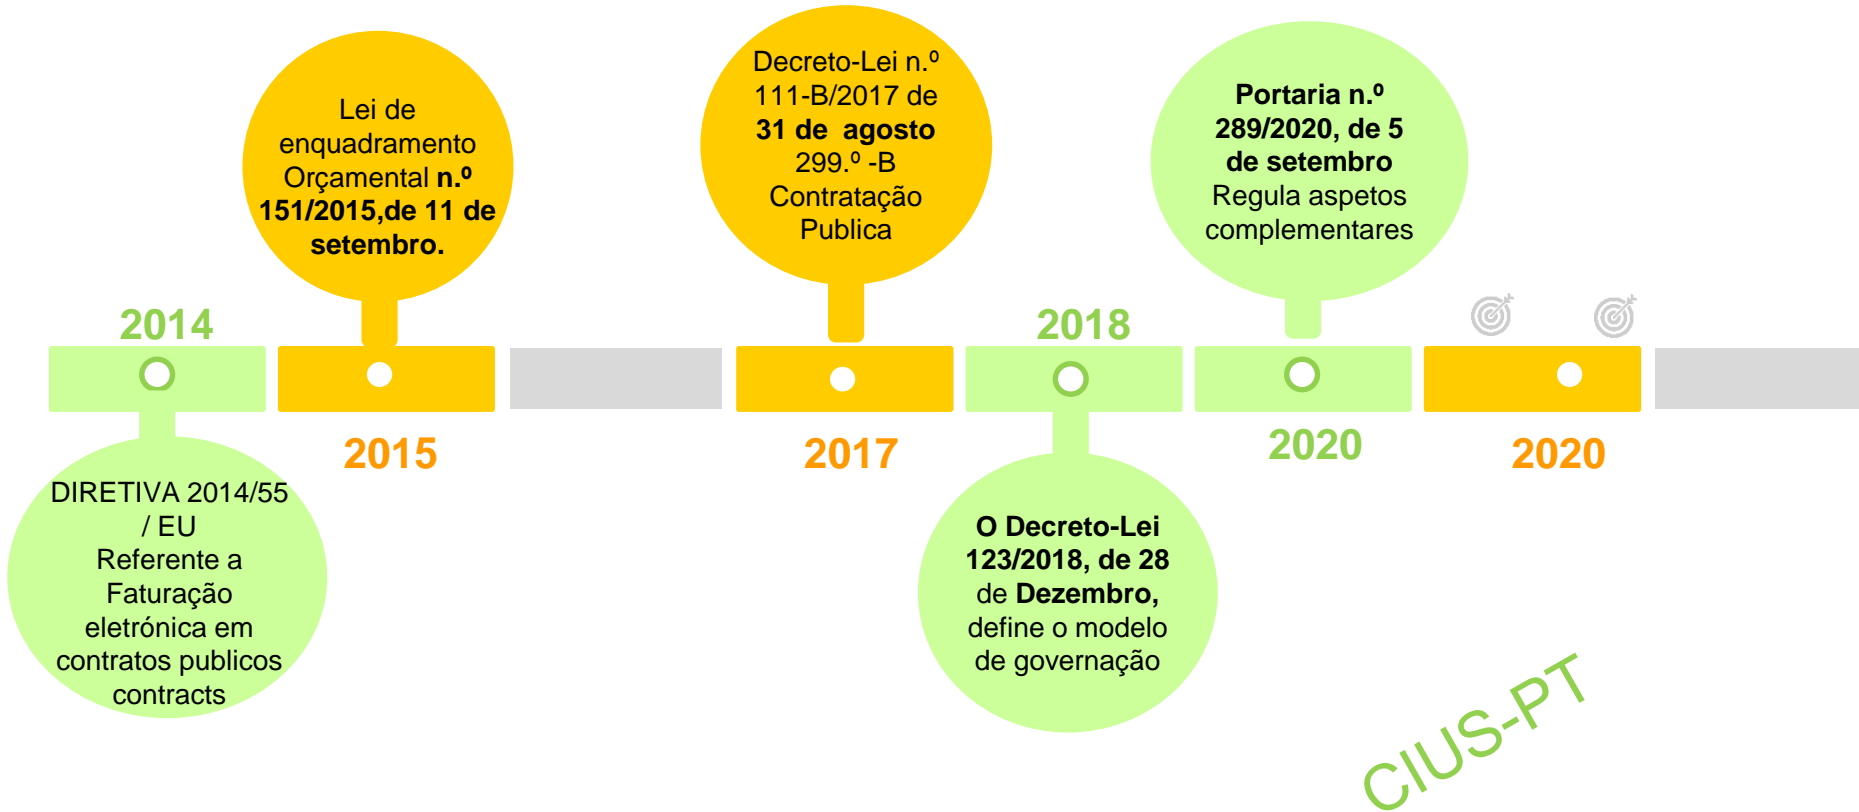 2014
DIRETIVA 2014/55
/ EU
Referente a
Faturação
eletrónica em
contratos publicos
contracts
Lei de
enquadramento
Orçamental n.º
151/2015,de 11 de
setembro.
2015
Decreto-Lei n.º
111-B/2017 de
31 de agosto
299.º -B
Contratação
Publica
2017
2018
O Decreto-Lei
123/2018, de 28
de Dezembro,
define o modelo
de governação
Portaria n.º
289/2020, de 5
de setembro
Regula aspetos
complementares
2020
2020
CIUS-PT